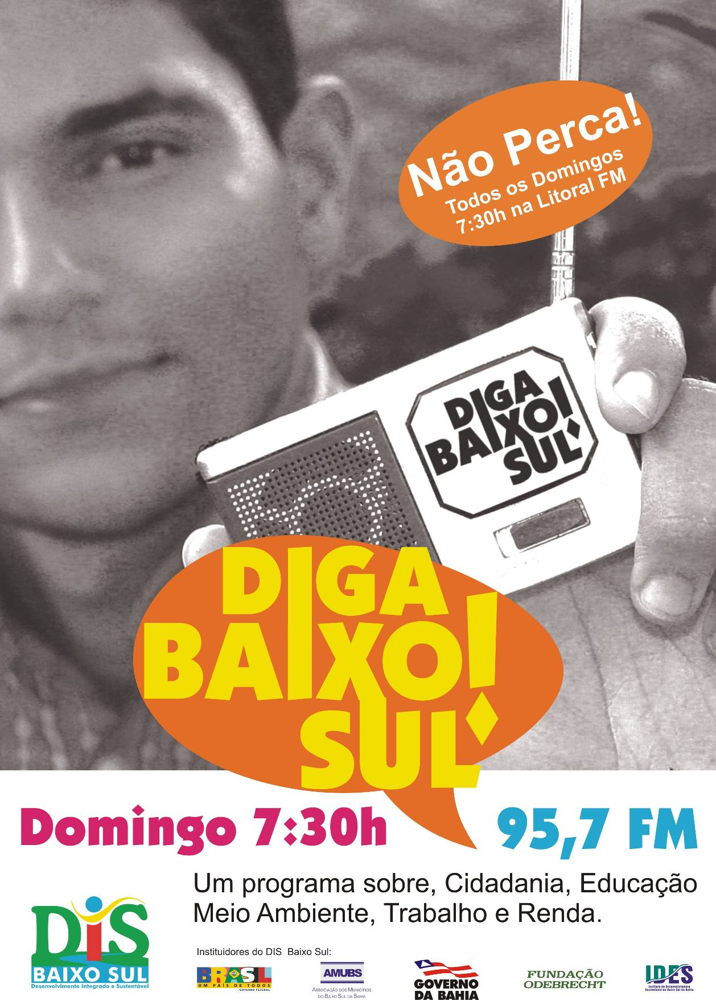 Não Perca!
Todos os Domingos
7:30h na Litoral FM
DIGA
BAIXO!
SUL
DIGA
BAIXO!
SUL
Domingo 7:30h
95,7 FM
Um programa sobre, Cidadania, Educação
Meio Ambiente, Trabalho e Renda.
DIS
BAIXO SUL
Desenvolvimento Integrado e Sustentável
Instituidores do DIS Baixo Sul:
BRASIL
UM PAÍS DE TODOS
GOVERNO FEDERAL
AMUBS
ASSOCIAÇÃO DOS MUNICÍPIOS
DO BAIXO SUL DA BAHIA
GOVERNO
DA BAHIA
FUNDAÇÃO
ODEBRECHT
IDES
Instituto de Desenvolvimento
Sustentável do Baixo Sul da Bahia